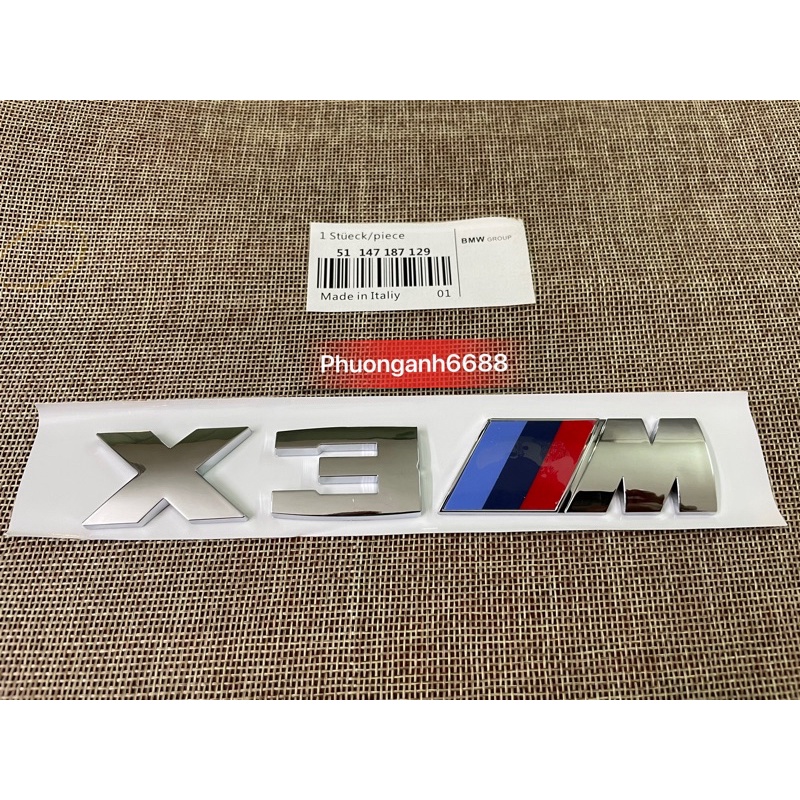 1 Stüeck/piece
BMW GROUP
51 147 187 129
Made in Italiy 01
Phuonganh6688
X3 M